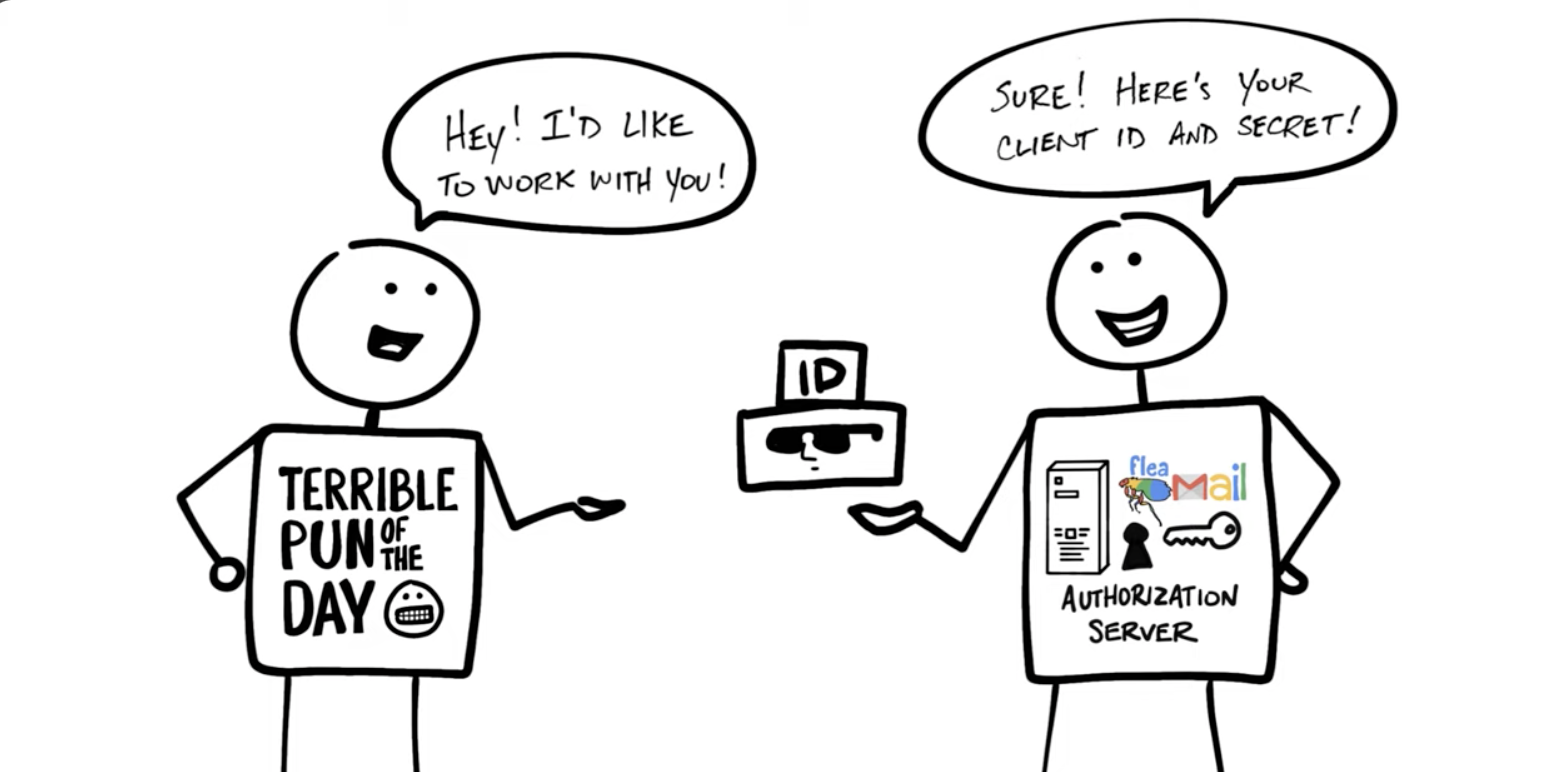 HEY! I'D LIKE
TO WORK WITH YOU!
SURE! HERE'S YOUR
CLIENT ID AND SECRET!
ID
TERRIBLE
PUN OF THE
DAY
flea
Mail
AUTHORIZATION
SERVER